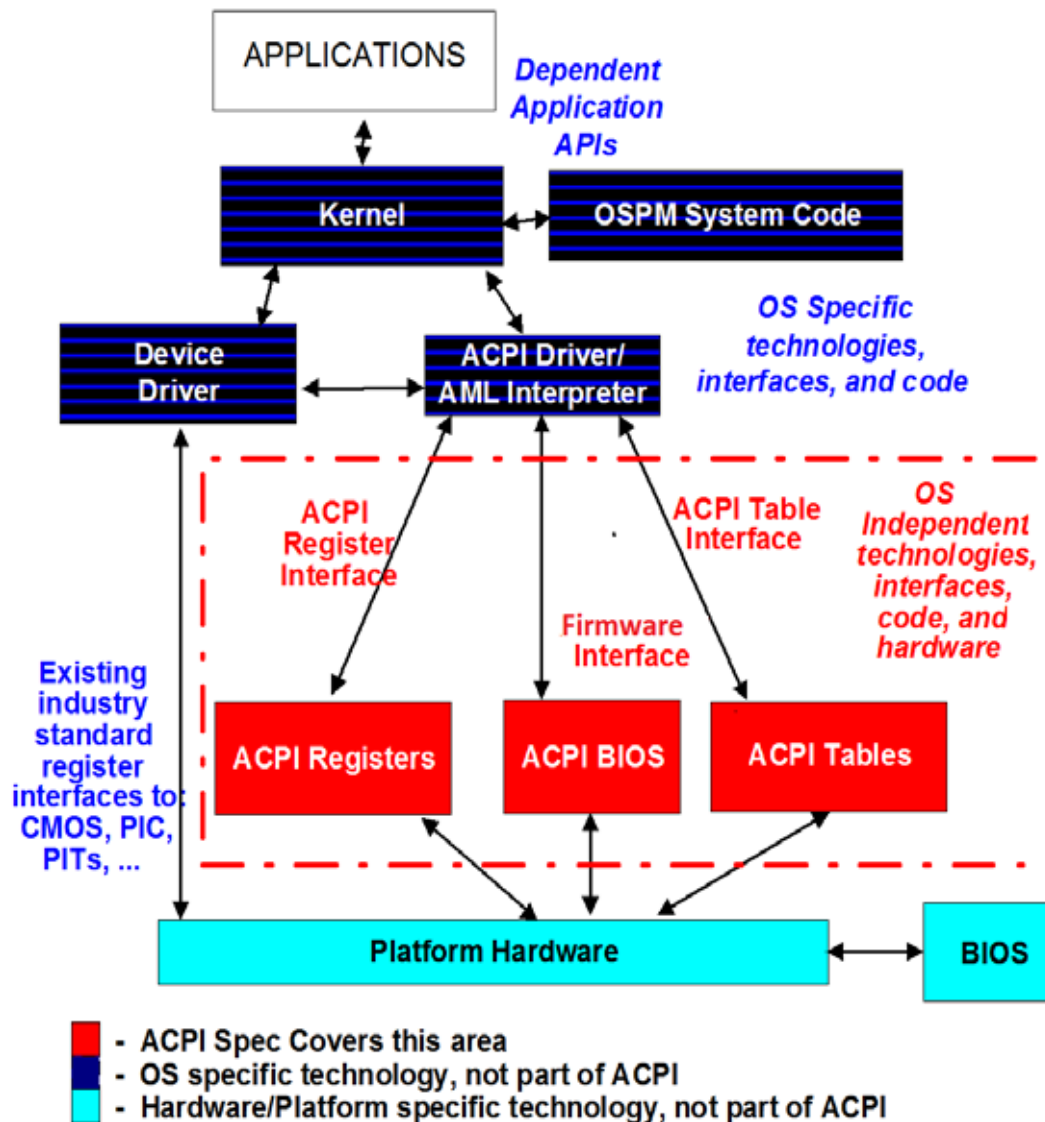 APPLICATIONS
Dependent
Application
APIs
Kernel
OSPM System Code
OS Specific
technologies,
interfaces, and code
Device
Driver
ACPI Driver/
AML Interpreter
ACPI
Register
Interface
ACPI Table
Interface
OS
Independent
technologies,
interfaces,
code, and
hardware
Firmware
Interface
Existing
industry
standard
register
interfaces to:
CMOS, PIC,
PITs, ...
ACPI Registers
ACPI BIOS
ACPI Tables
Platform Hardware
BIOS
- ACPI Spec Covers this area
- OS specific technology, not part of ACPI
- Hardware/Platform specific technology, not part of ACPI